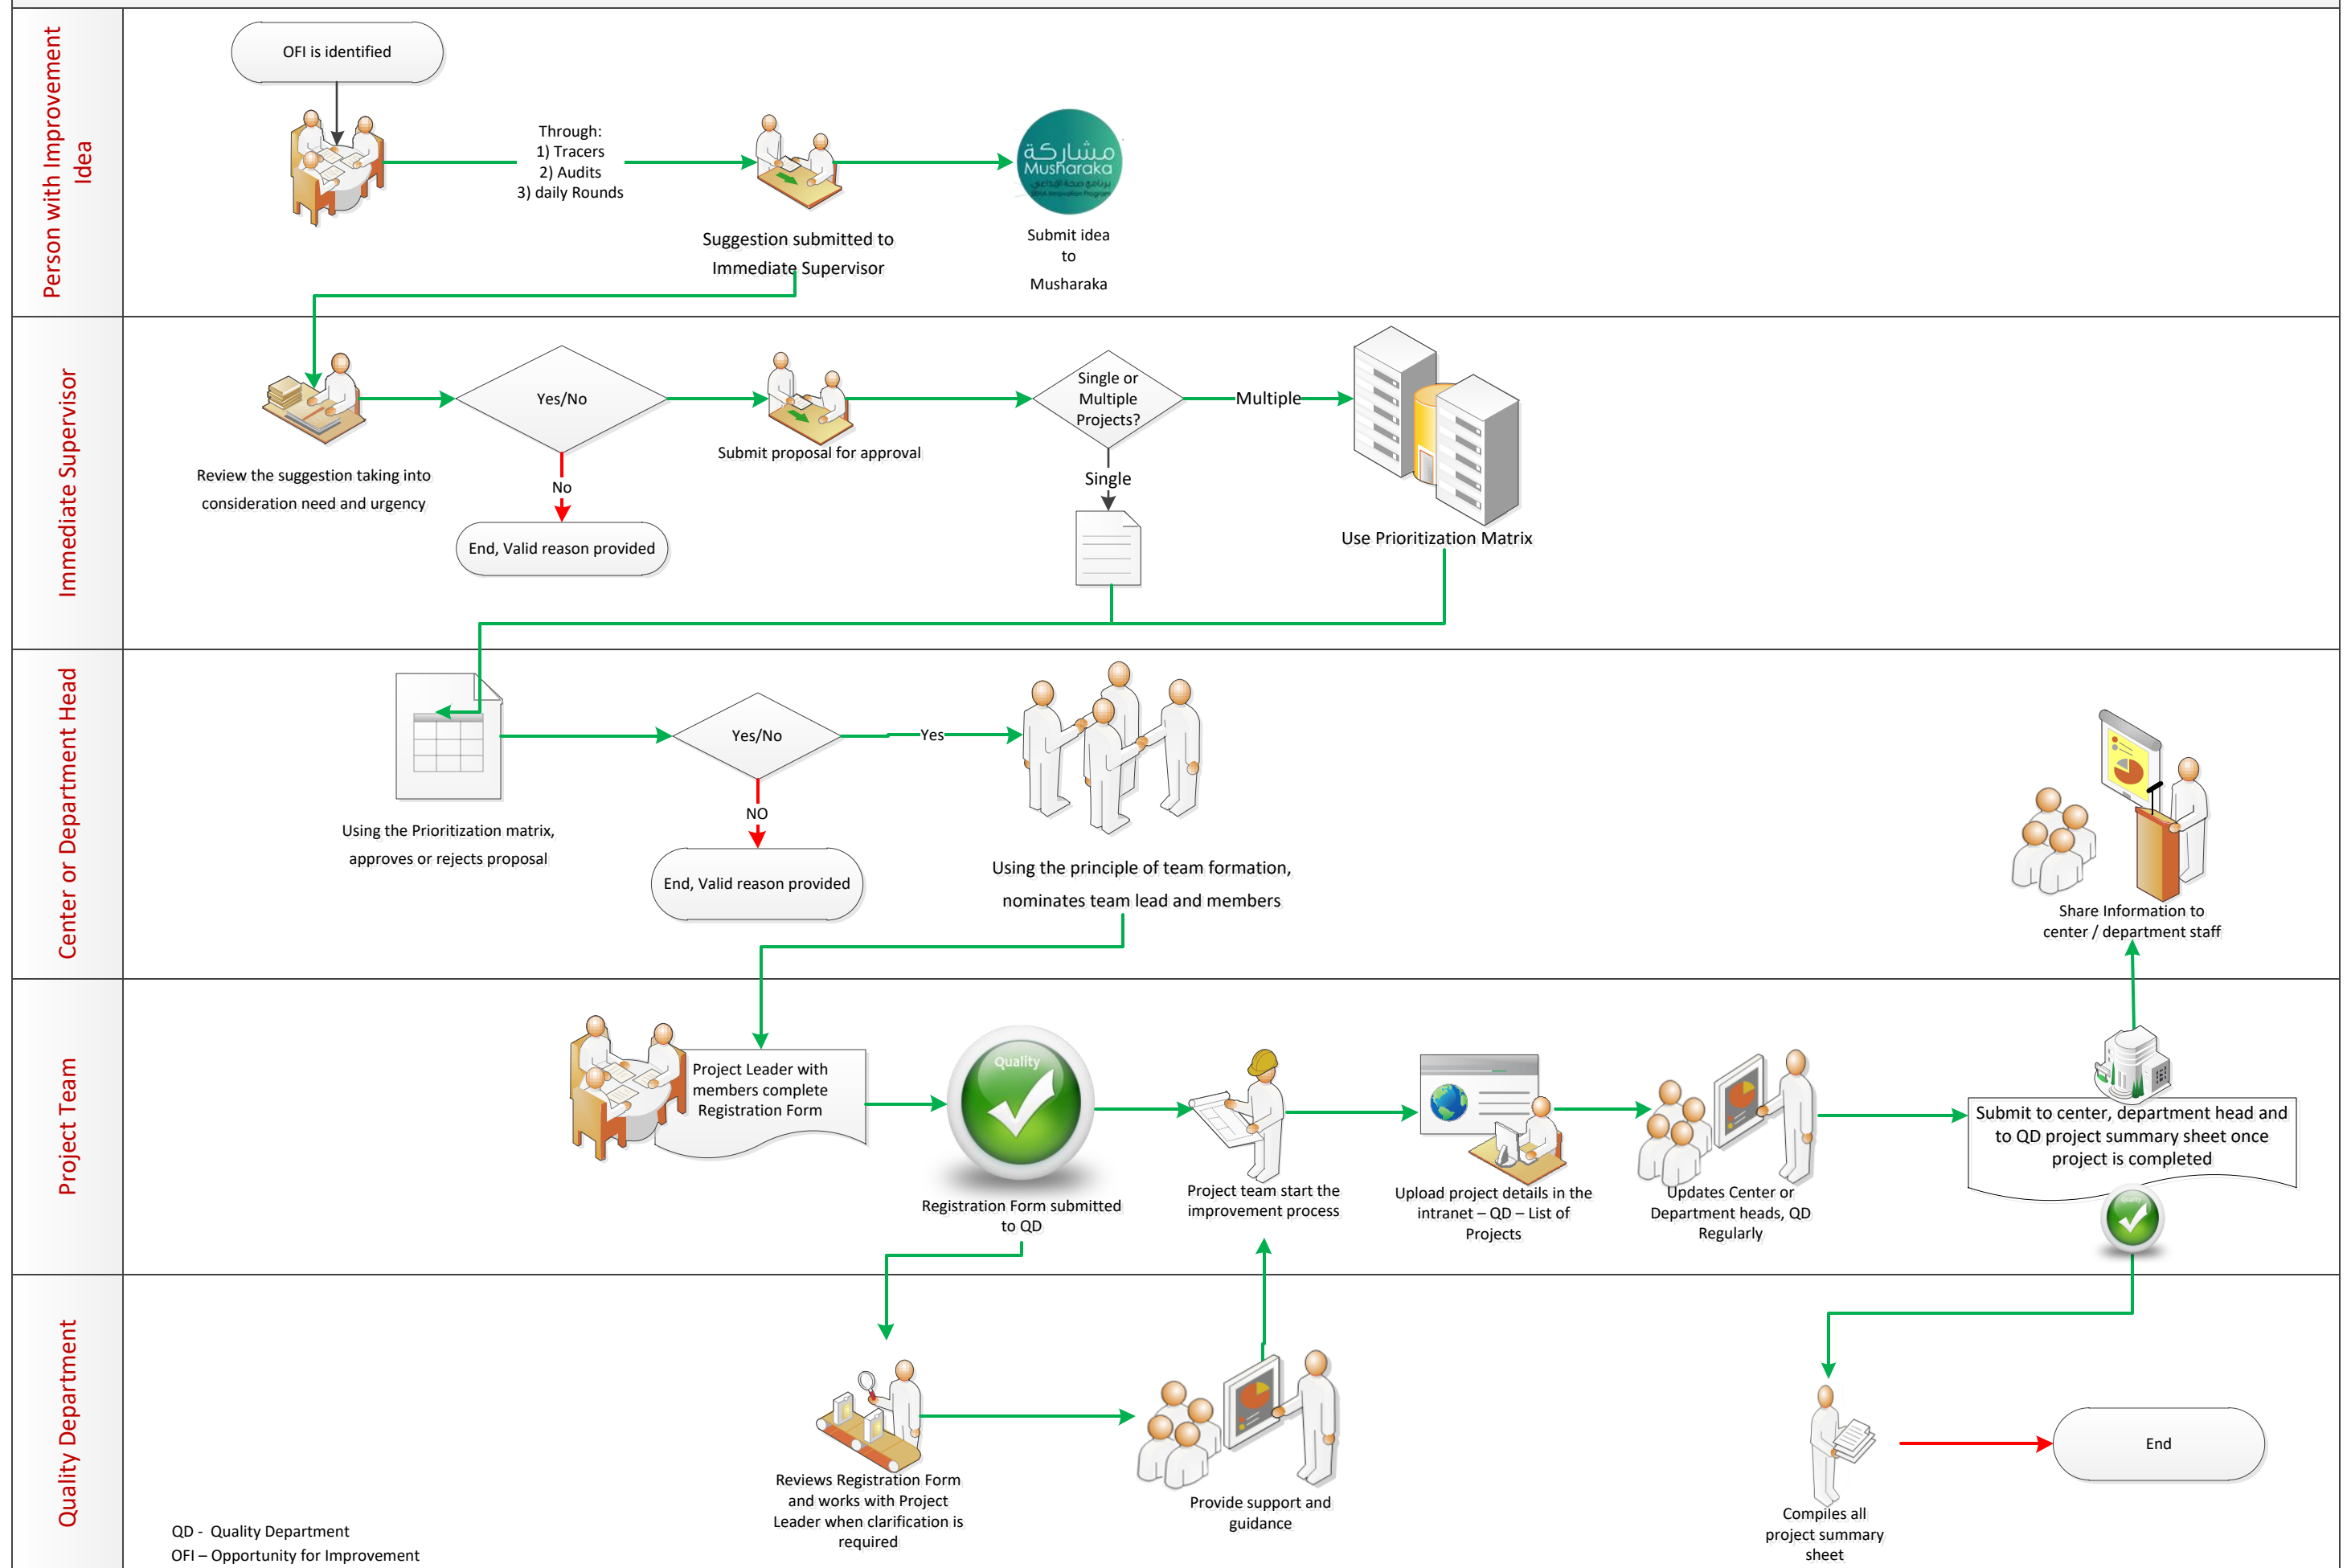 Person with Improvement
Idea
OFI is identified
Through:
1) Tracers
2) Audits
3) daily Rounds
Suggestion submitted to
Immediate Supervisor
مشاركة
Musharaka
برنامج صحة الإبداعي
SEHA Innovation Program
Submit idea
to
Musharaka
Immediate Supervisor
Review the suggestion taking into
consideration need and urgency
Yes/No
No
End, Valid reason provided
Submit proposal for approval
Single or
Multiple
Projects?
Multiple
Single
Use Prioritization Matrix
Center or Department Head
Using the Prioritization matrix,
approves or rejects proposal
Yes/No
Yes
NO
End, Valid reason provided
Using the principle of team formation,
nominates team lead and members
Share Information to
center / department staff
Project Team
Project Leader with
members complete
Registration Form
Quality
Registration Form submitted
to QD
Project team start the
improvement process
Upload project details in the
intranet – QD – List of
Projects
Updates Center or
Department heads, QD
Regularly
Submit to center, department head and
to QD project summary sheet once
project is completed
Quality
Quality Department
Reviews Registration Form
and works with Project
Leader when clarification is
required
Provide support and
guidance
Compiles all
project summary
sheet
End
QD - Quality Department
OFI – Opportunity for Improvement